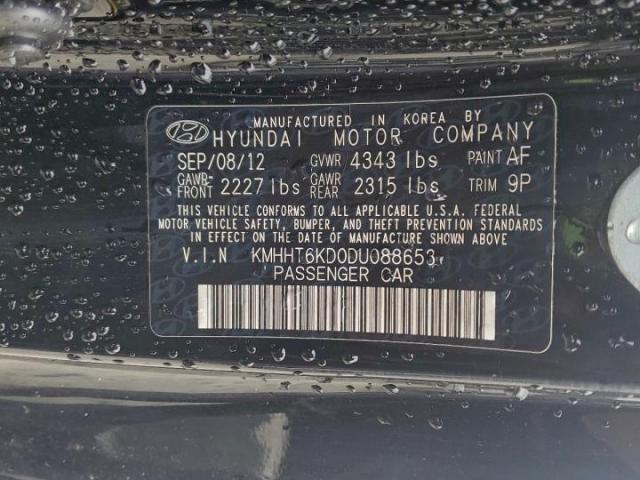 MANUFACTURED IN KOREA BY
HYUNDAI MOTOR COMPANY
SEP/08/12 GVWR 4343 lbs PAINT AF
GAWR FRONT 2227 lbs GAWR REAR 2315 lbs TRIM 9P
THIS VEHICLE CONFORMS TO ALL APPLICABLE U.S.A. FEDERAL
MOTOR VEHICLE SAFETY, BUMPER, AND THEFT PREVENTION STANDARDS
IN EFFECT ON THE DATE OF MANUFACTURE SHOWN ABOVE.
V.I.N KMHHT6KD0DU088653
PASSENGER CAR